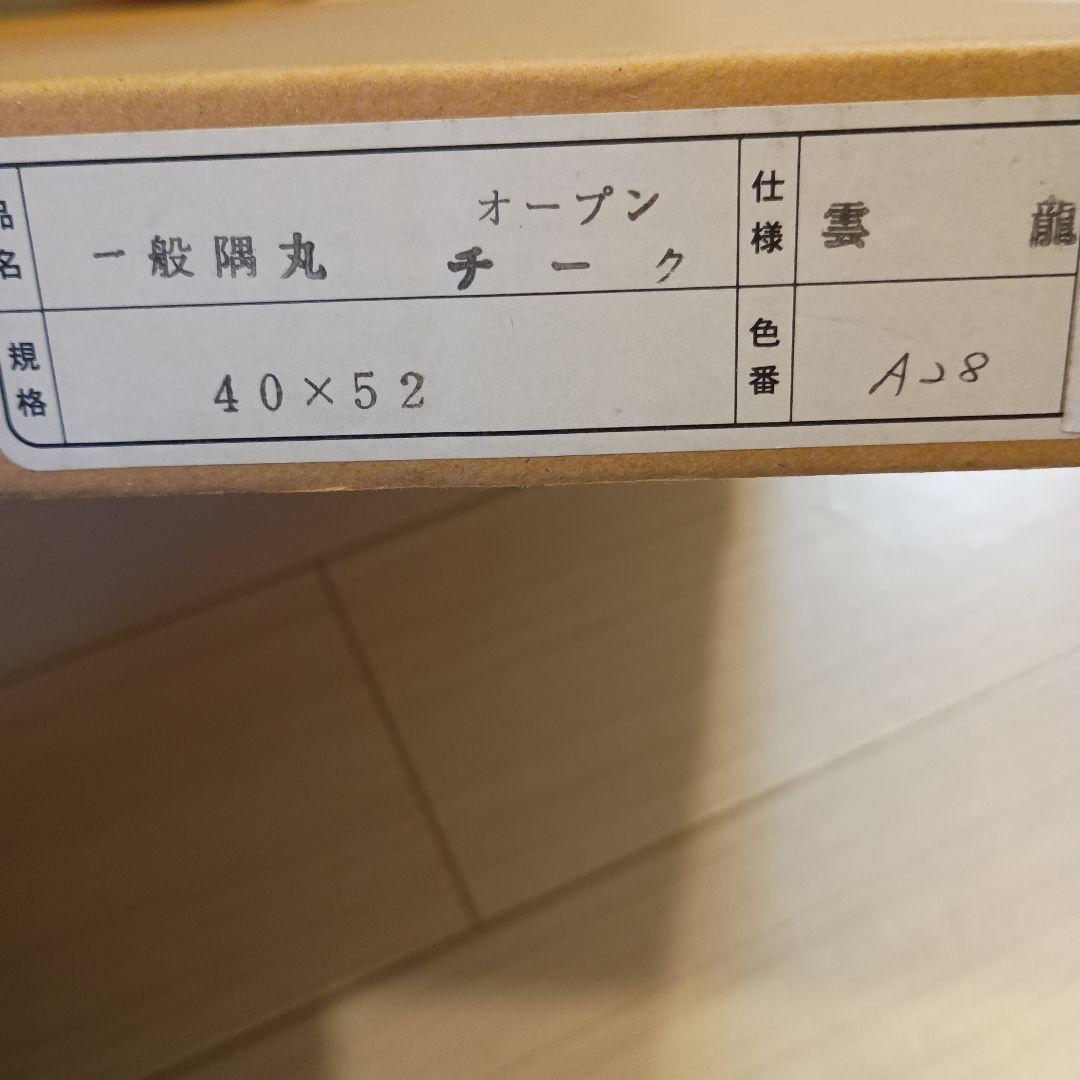 品名
一般隅丸
オープン
チーク
仕様
雲龍
規格
40×52
色番
A28